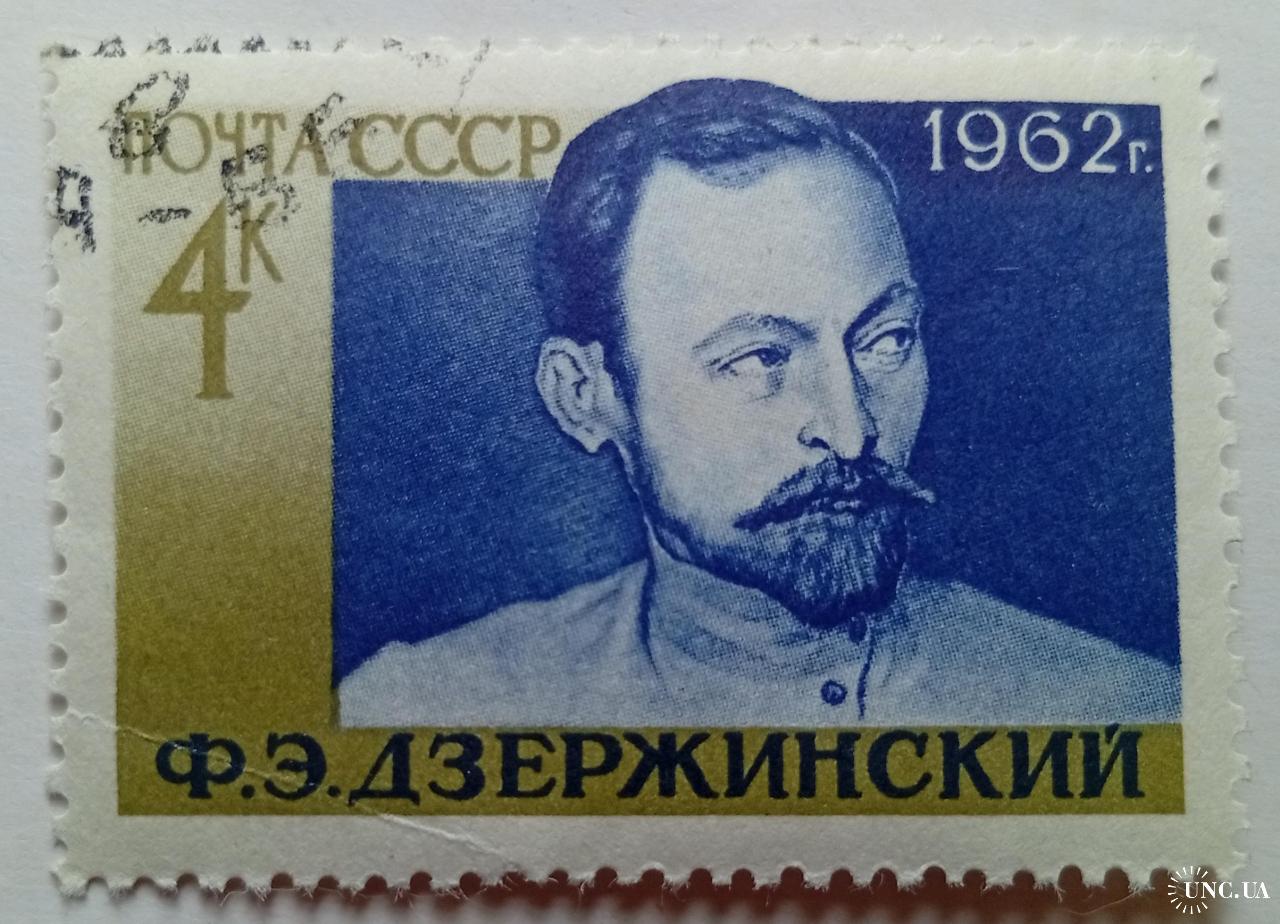 ПОЧТА СССР
1962г.
4к
Ф.Э.ДЗЕРЖИНСКИЙ
UNC.UA